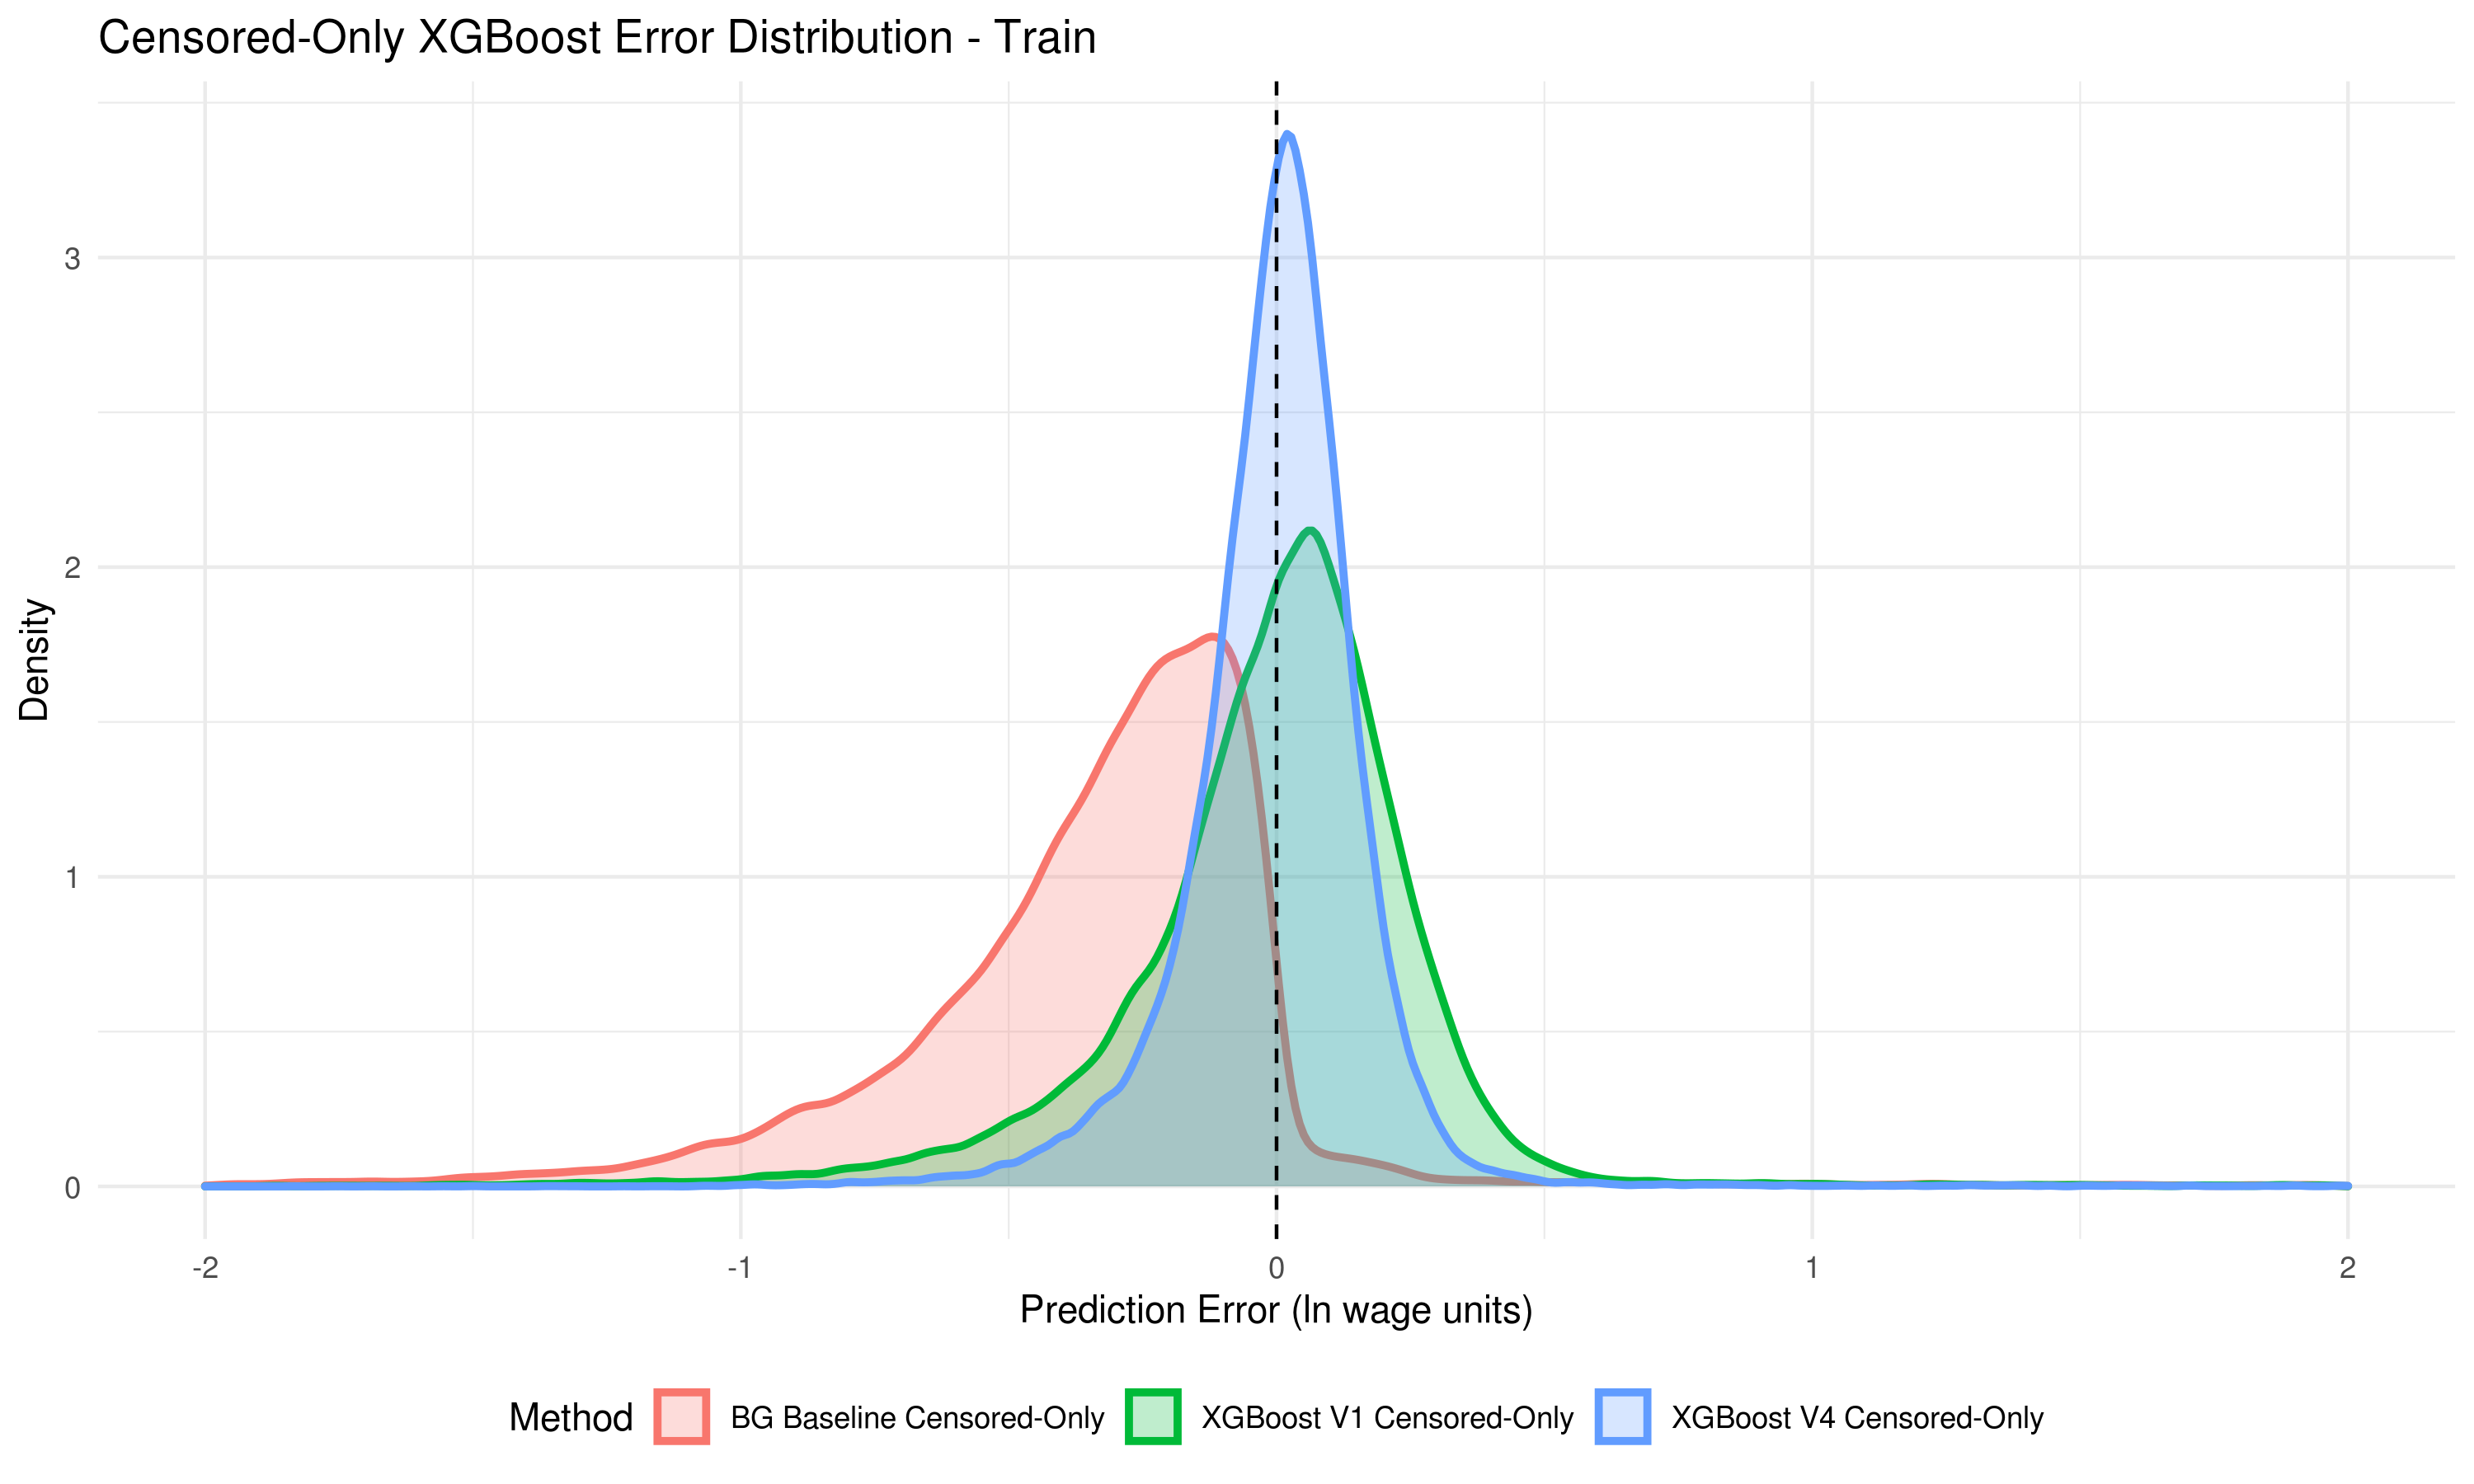 Censored-Only XGBoost Error Distribution - Train
Density
3
2
1
0
-2
-1
0
1
2
Prediction Error (ln wage units)
Method
BG Baseline Censored-Only
XGBoost V1 Censored-Only
XGBoost V4 Censored-Only